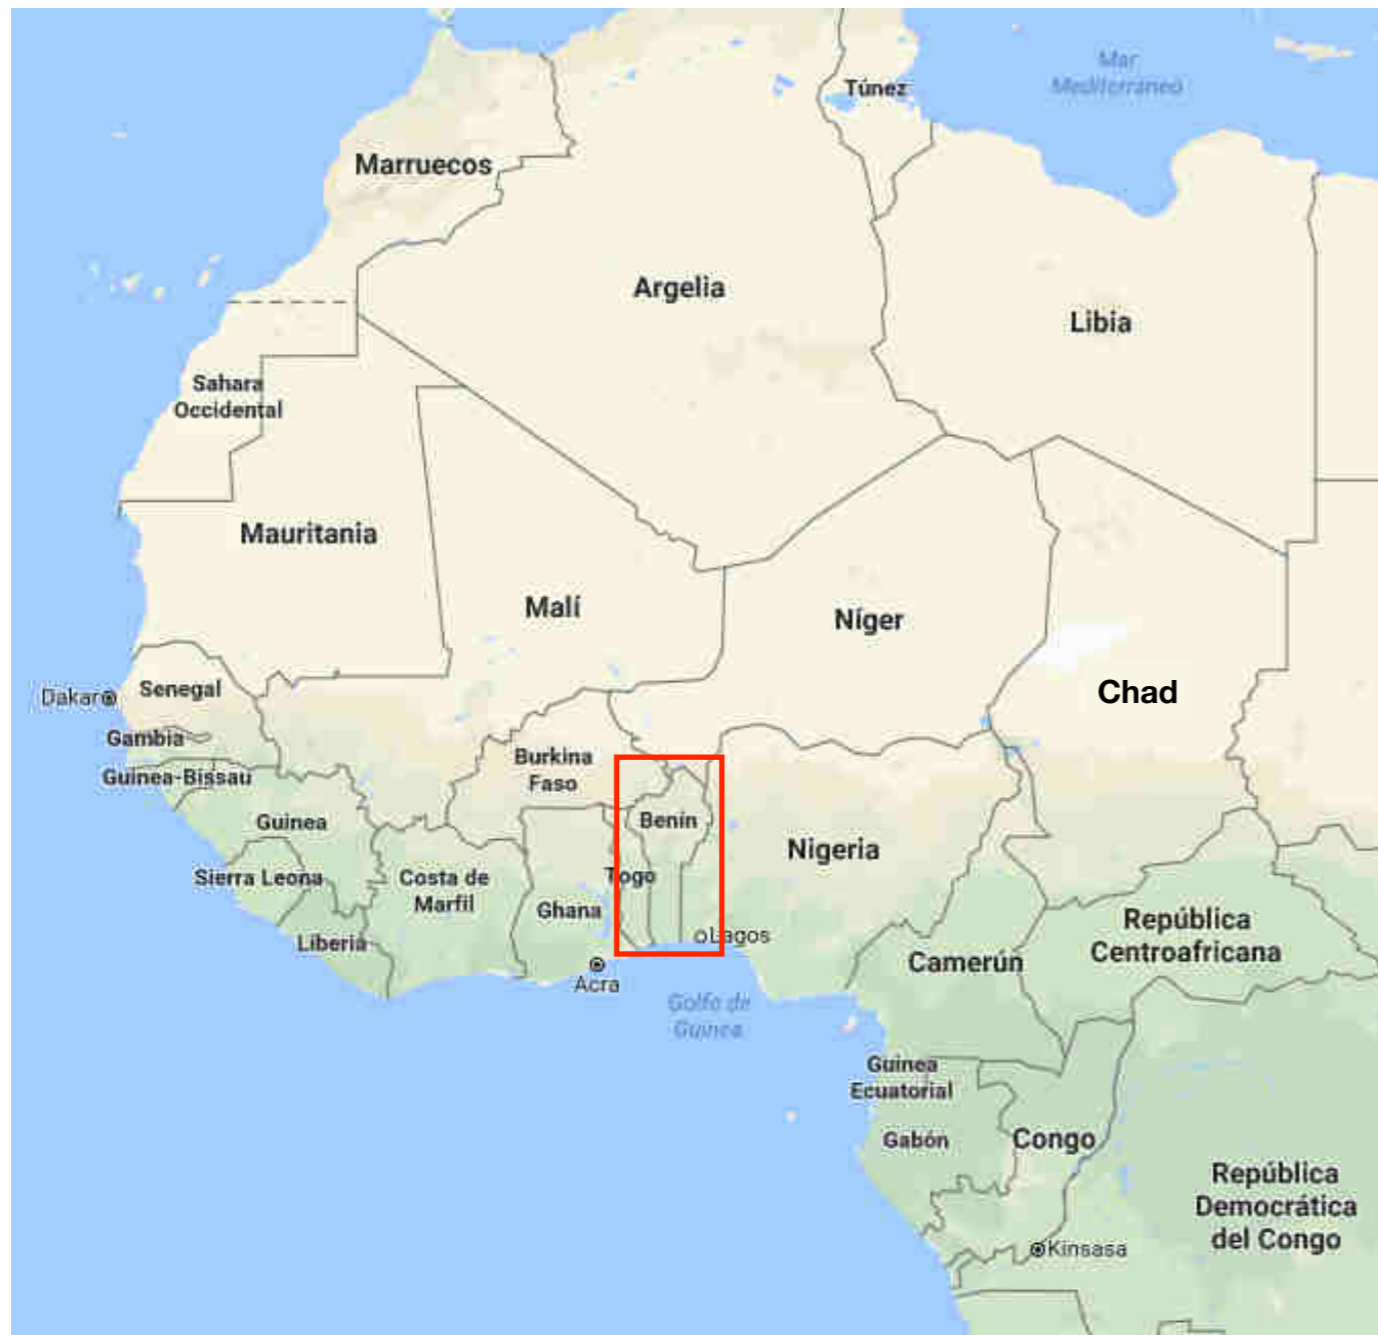 Mar
Mediterráneo
Túnez
Marruecos
Argelia
Libia
Sahara
Occidental
Mauritania
Malí
Níger
Dakar
Senegal
Chad
Gambia
Burkina
Faso
Guinea-Bissau
Guinea
Benín
Nigeria
Sierra Leona
Costa de
Marfil
Togo
Ghana
Liberia
Lagos
República
Centroafricana
Camerún
Acra
Golfo de
Guinea
Guinea
Ecuatorial
Gabón
Congo
República
Democrática
del Congo
Kinsasa